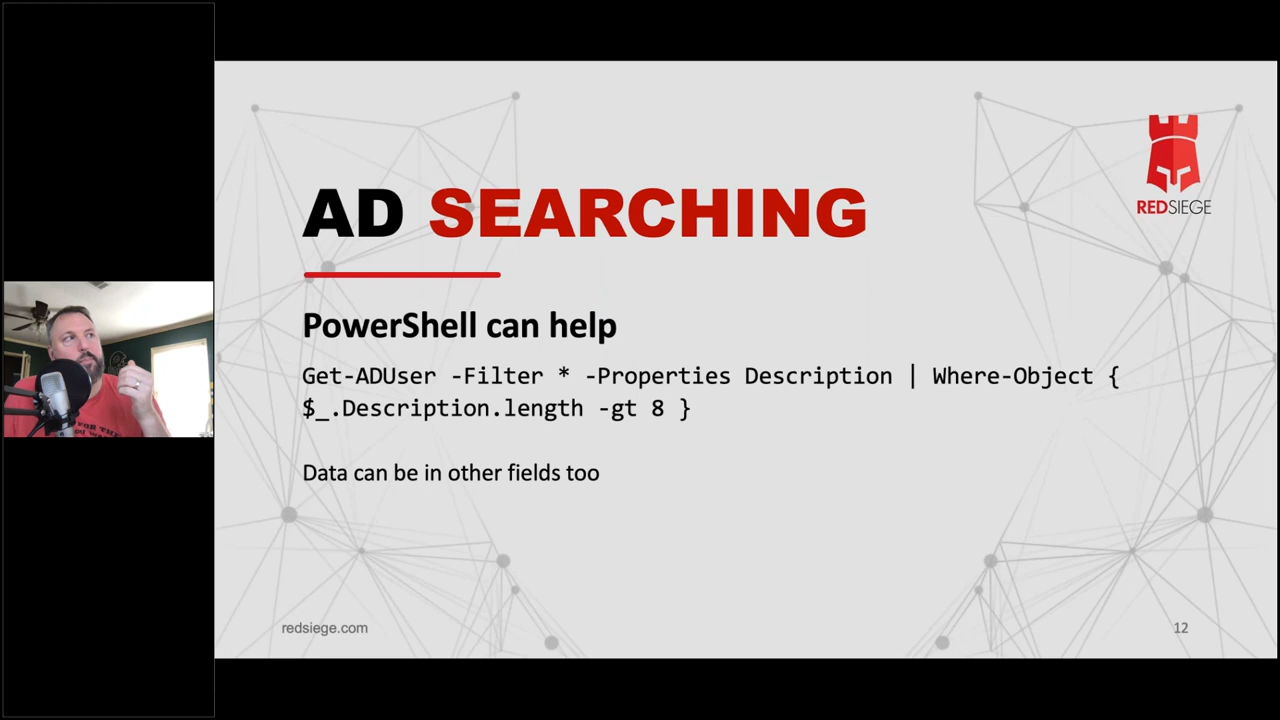 REDSIEGE
AD SEARCHING
PowerShell can help
Get-ADUser -Filter * -Properties Description | Where-Object {
$_.Description.length -gt 8 }
Data can be in other fields too
redsiege.com
12